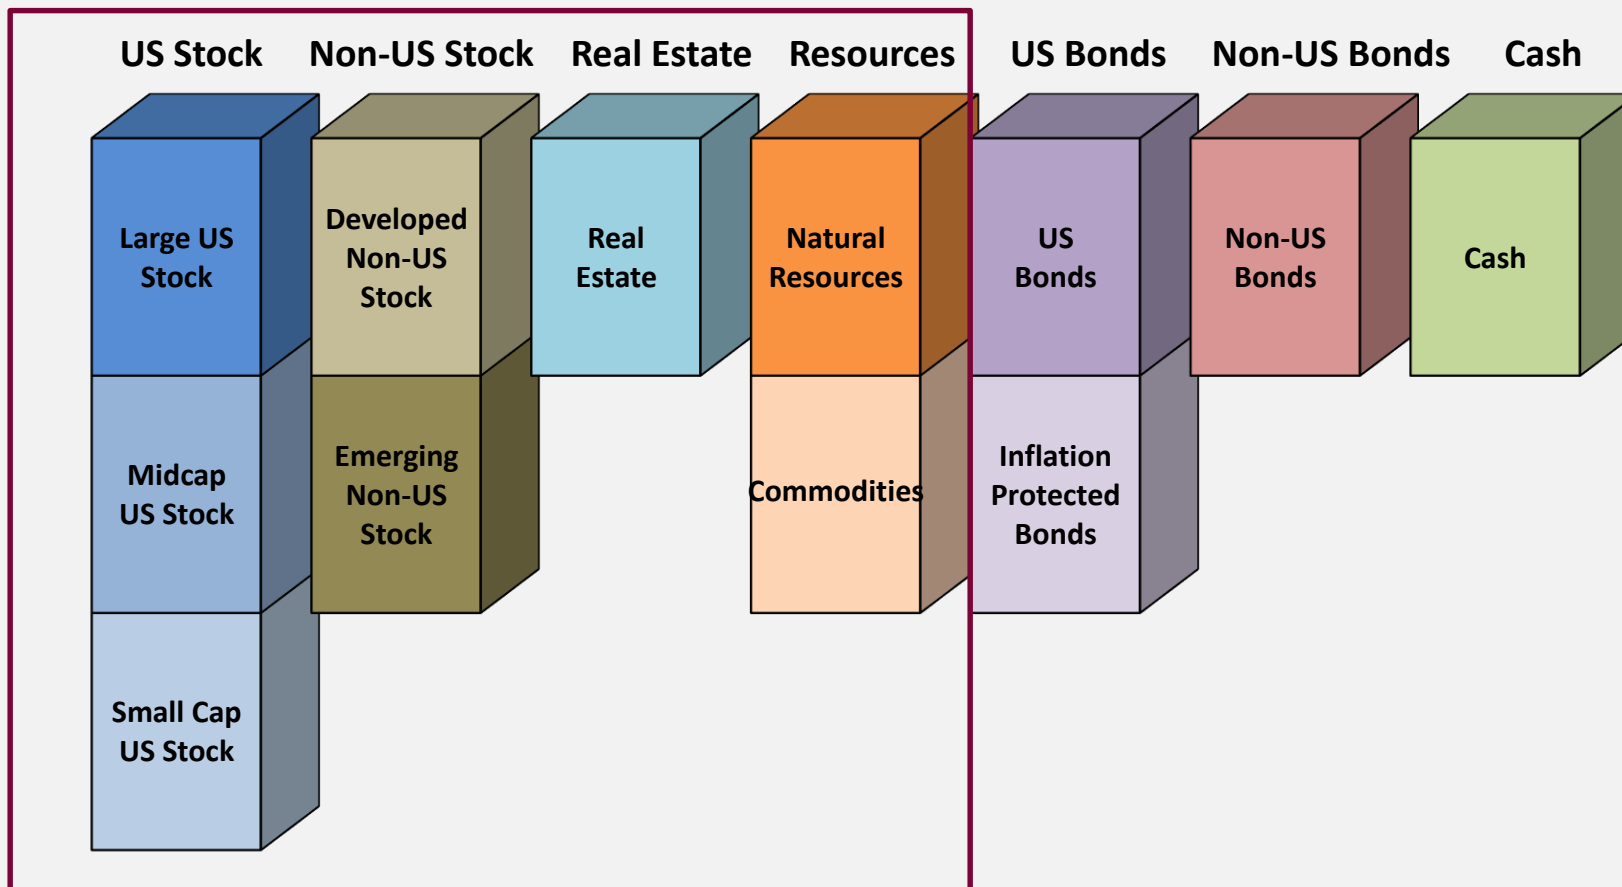 US Stock
Non-US Stock
Real Estate
Resources
US Bonds
Non-US Bonds
Cash
Large US
Stock
Developed
Non-US
Stock
Real
Estate
Natural
Resources
US
Bonds
Non-US
Bonds
Cash
Midcap
US Stock
Emerging
Non-US
Stock
Commodities
Inflation
Protected
Bonds
Small Cap
US Stock